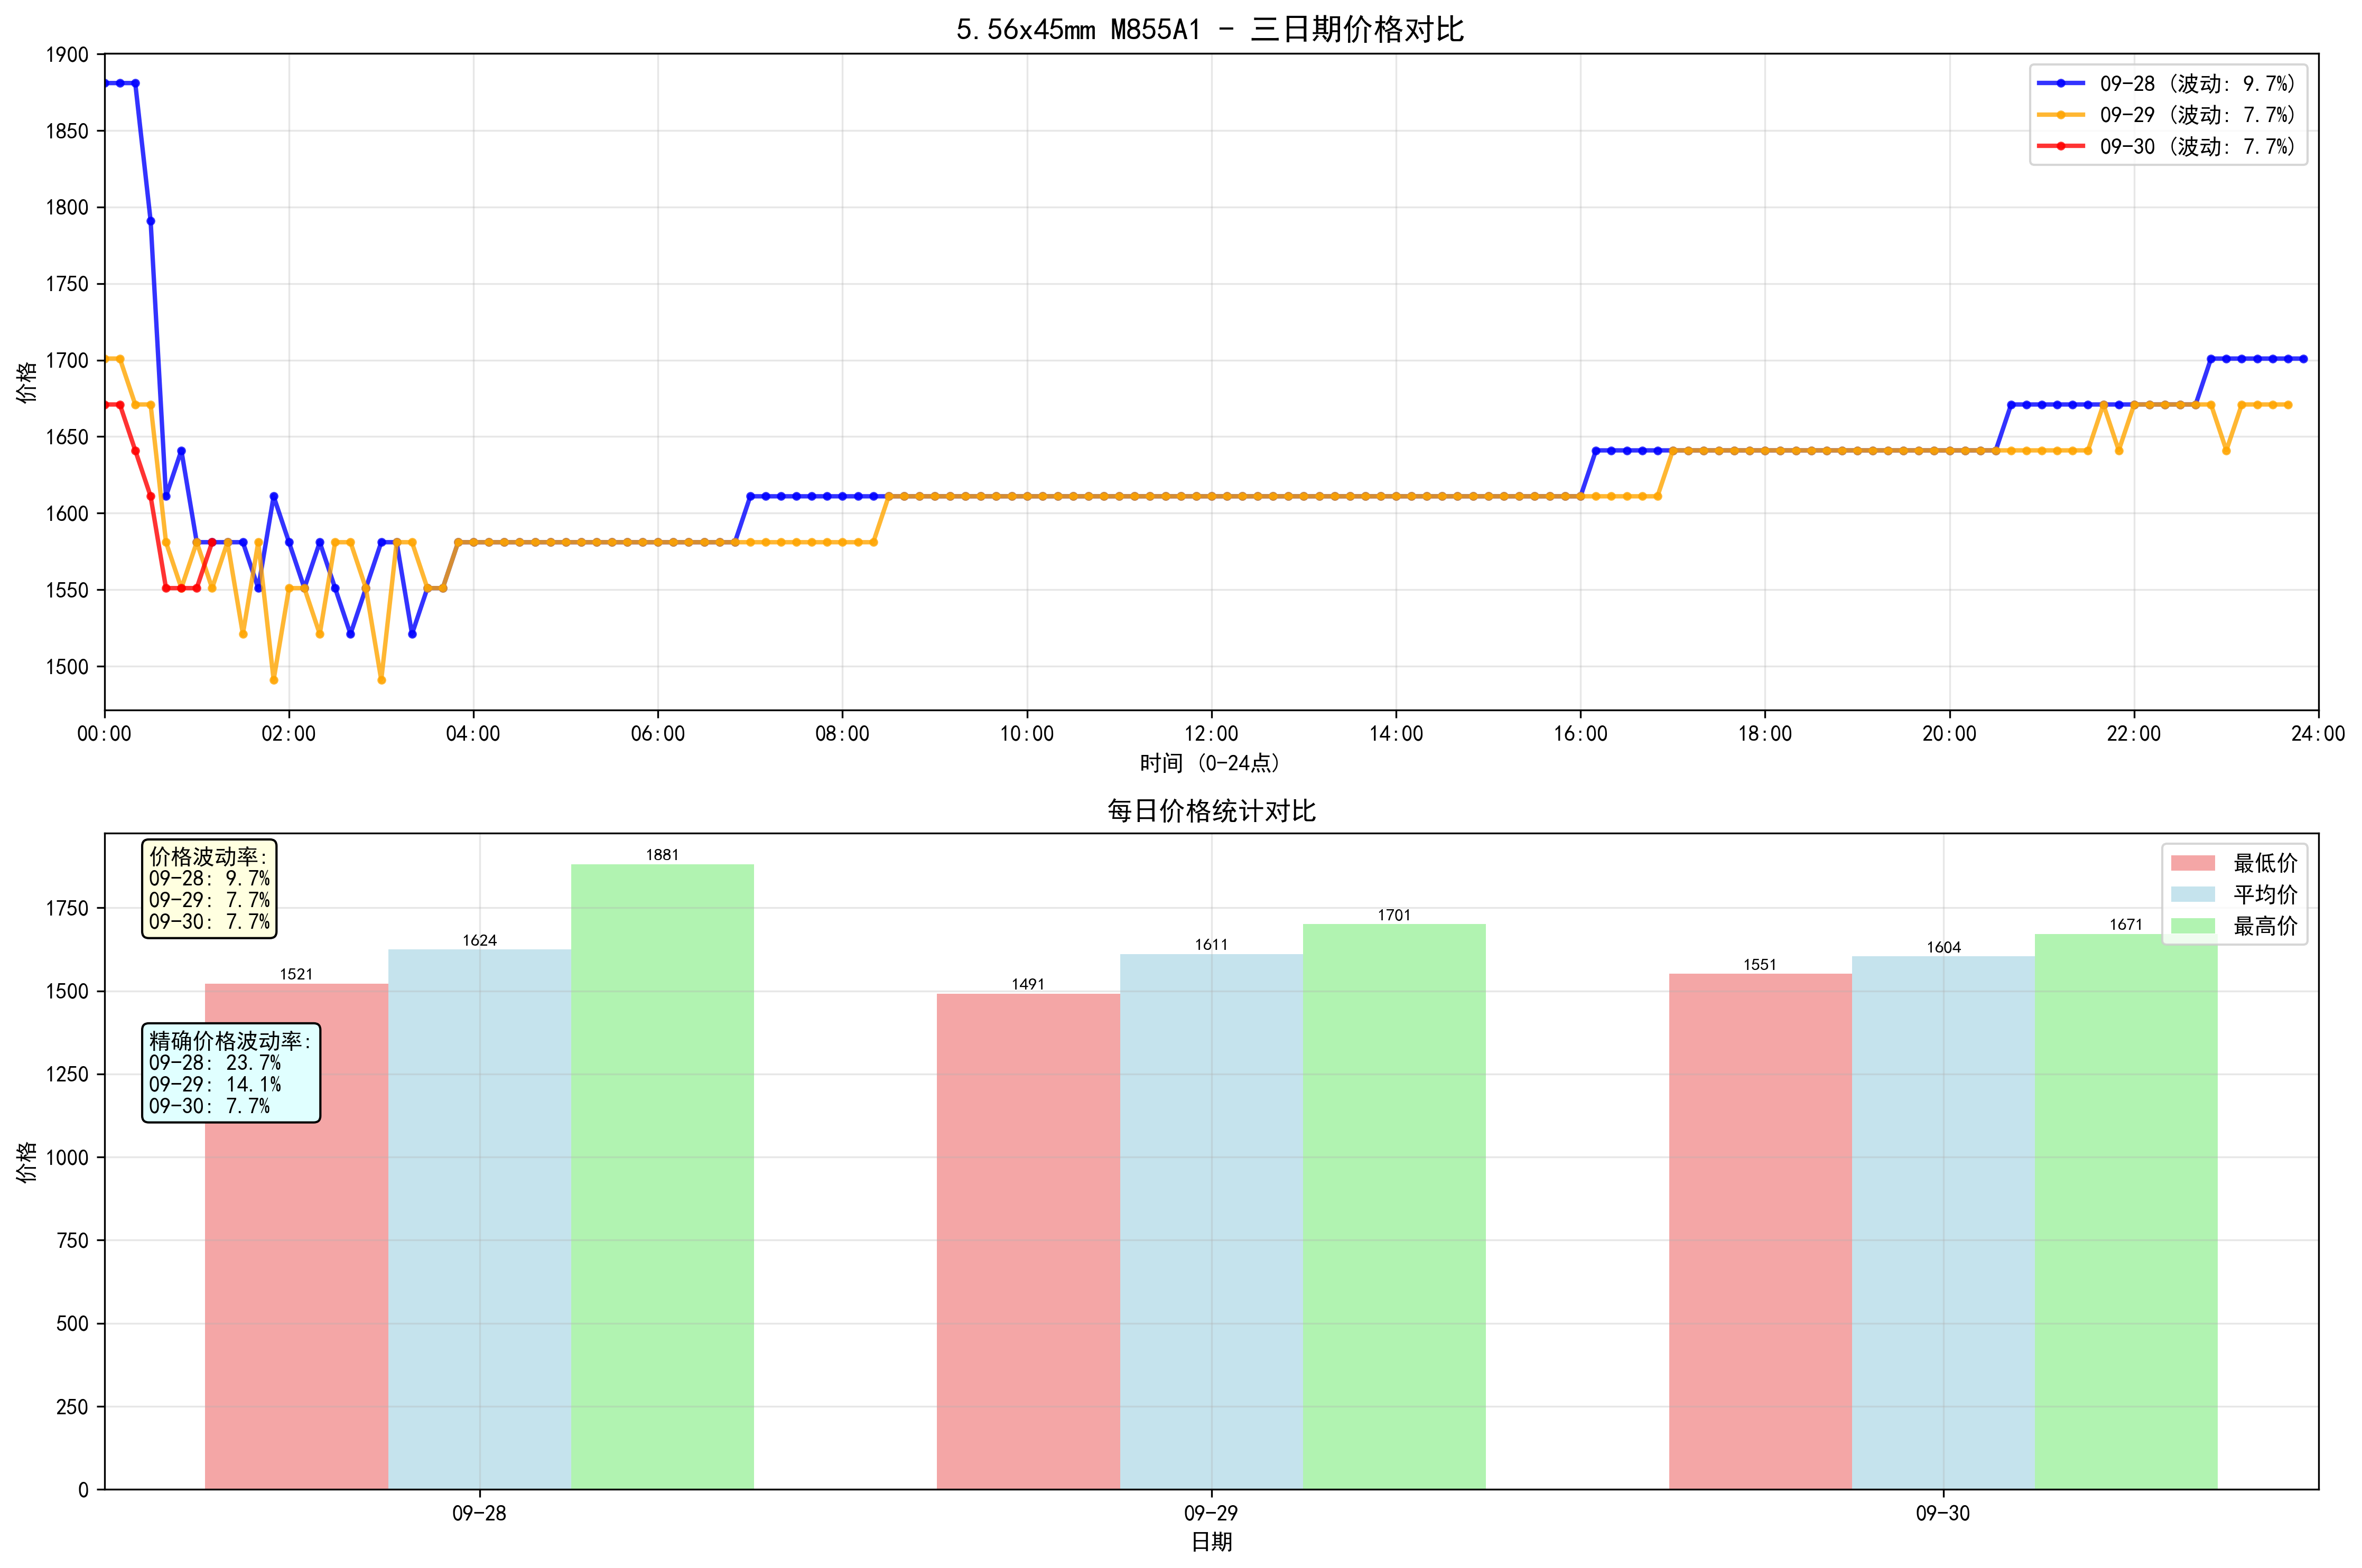 5.56x45mm M855A1 - 三日期价格对比
价格
1900
1850
1800
1750
1700
1650
1600
1550
1500
09-28 (波动: 9.7%)
09-29 (波动: 7.7%)
09-30 (波动: 7.7%)
00:00 02:00 04:00 06:00 08:00 10:00 12:00 14:00 16:00 18:00 20:00 22:00 24:00
时间 (0-24点)
每日价格统计对比
价格
1750
1500
1250
1000
750
500
250
0
价格波动率:
09-28: 9.7%
09-29: 7.7%
09-30: 7.7%
精确价格波动率:
09-28: 23.7%
09-29: 14.1%
09-30: 7.7%
1521 1624 1881
1491 1611 1701
1551 1604 1671
最低价
平均价
最高价
09-28 09-29 09-30
日期